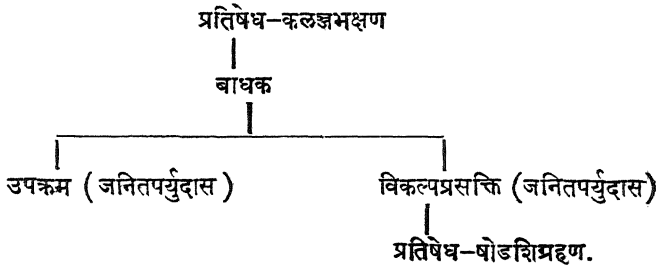 प्रतिषेध-कलञ्जभक्षण
बाधक
उपक्रम (जनितपर्युदास) विकल्पप्रसक्ति (जनितपर्युदास)
प्रतिषेध-षोडशिग्रहण.